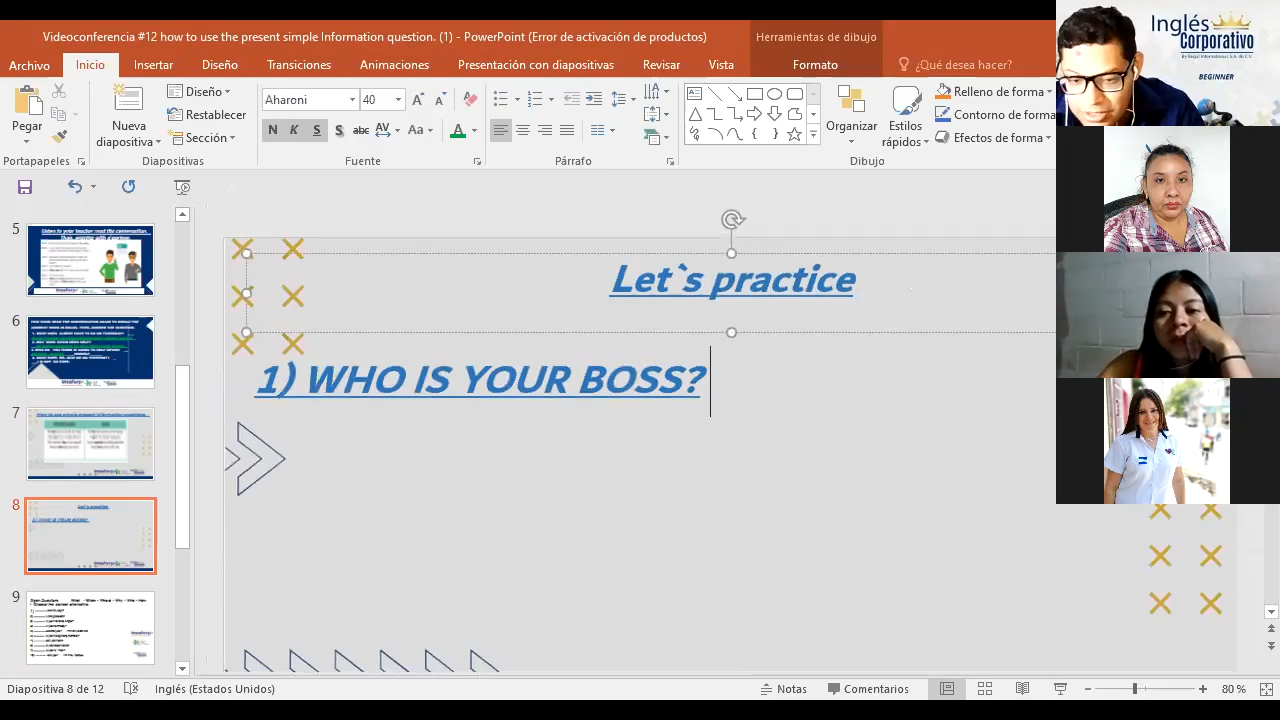 Videoconferencia #12 how to use the present simple Information question. (1) - PowerPoint (Error de activación de productos)
Herramientas de dibujo
Archivo Inicio Insertar Diseño Transiciones Animaciones Presentación con diapositivas Revisar Vista Formato ¿Qué desea hacer?
Inglés
Corporativo
BEGINNER
Pegar
Nueva
diapositiva
Diseño
Restablecer
Sección
Aharoni 40
N K S S abc AV Aa A
Organizar
Estilos
rápidos
Relleno de forma
Contorno de forma
Efectos de forma
Portapapeles Diapositivas Fuente Párrafo Dibujo
5
6
7
8
9
Let`s practice
1) WHO IS YOUR BOSS?
Diapositiva 8 de 12 Inglés (Estados Unidos) Notas Comentarios 80 %